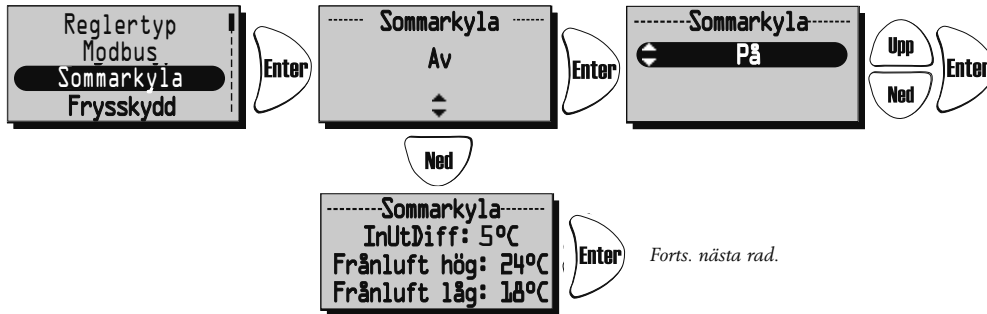 Reglertyp
Modbus
Sommarkyla
Frysskydd
Enter
Sommarkyla
Av
Enter
Sommarkyla
På
Upp
Ned
Enter
Ned
Sommarkyla
InUtDiff: 5°C
Frånluft hög: 24°C
Frånluft låg: 18°C
Enter
Forts. nästa rad.